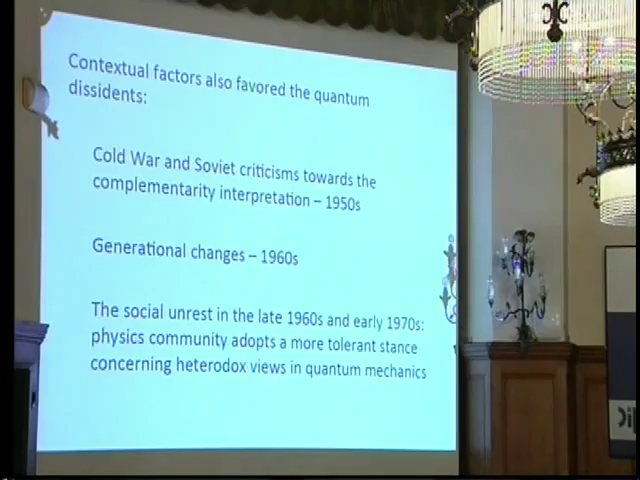 Contextual factors also favored the quantum
dissidents:
Cold War and Soviet criticisms towards the
complementarity interpretation – 1950s
Generational changes – 1960s
The social unrest in the late 1960s and early 1970s:
physics community adopts a more tolerant stance
concerning heterodox views in quantum mechanics